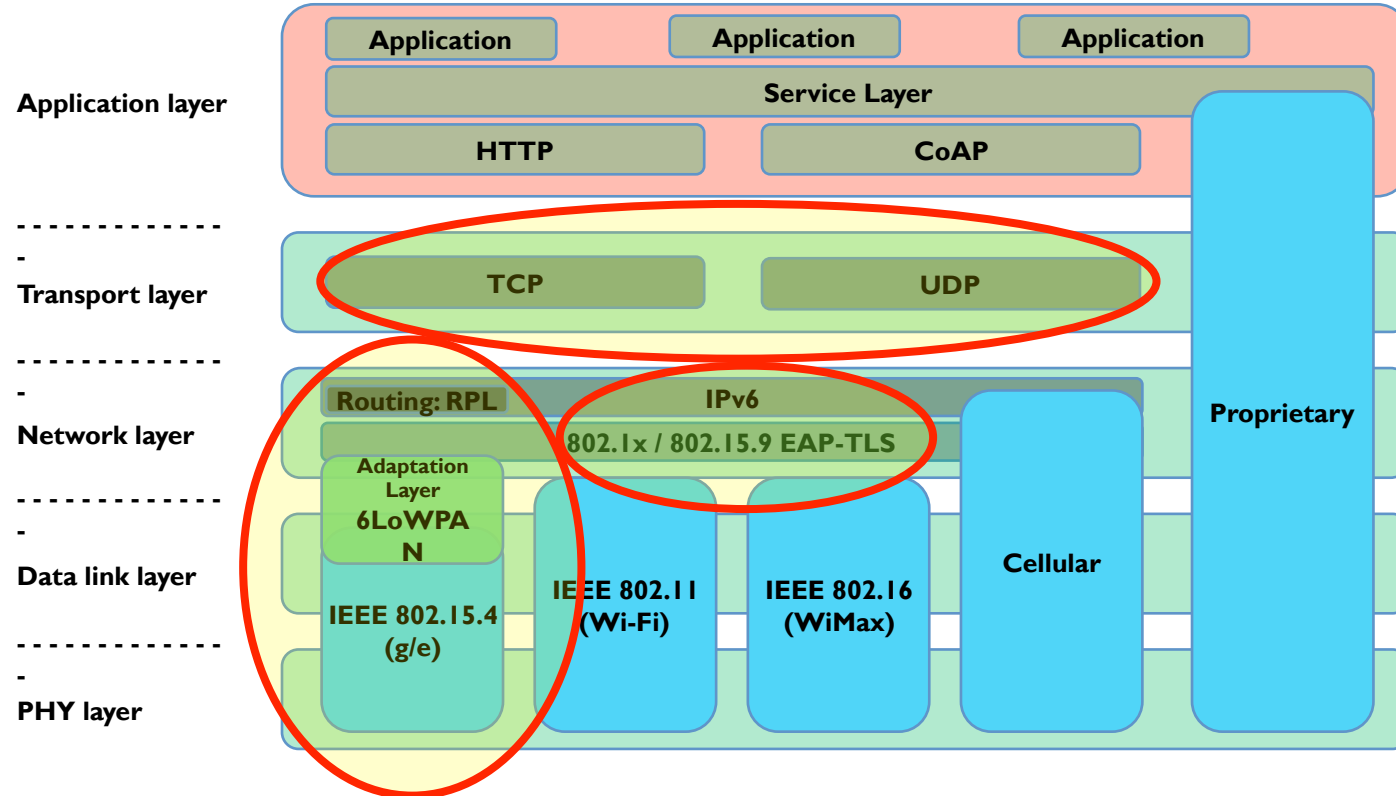 Application Application Application
Application layer
Service Layer
HTTP CoAP
- - - - - - - - - - - - -
-
Transport layer
TCP UDP
- - - - - - - - - - - - -
-
Network layer
Routing: RPL IPv6
802.1x / 802.15.9 EAP-TLS
Proprietary
Adaptation
Layer
6LoWPA
N
- - - - - - - - - - - - -
-
Data link layer
IEEE 802.15.4
(g/e)
IEEE 802.11
(Wi-Fi)
IEEE 802.16
(WiMax)
Cellular
- - - - - - - - - - - - -
-
PHY layer